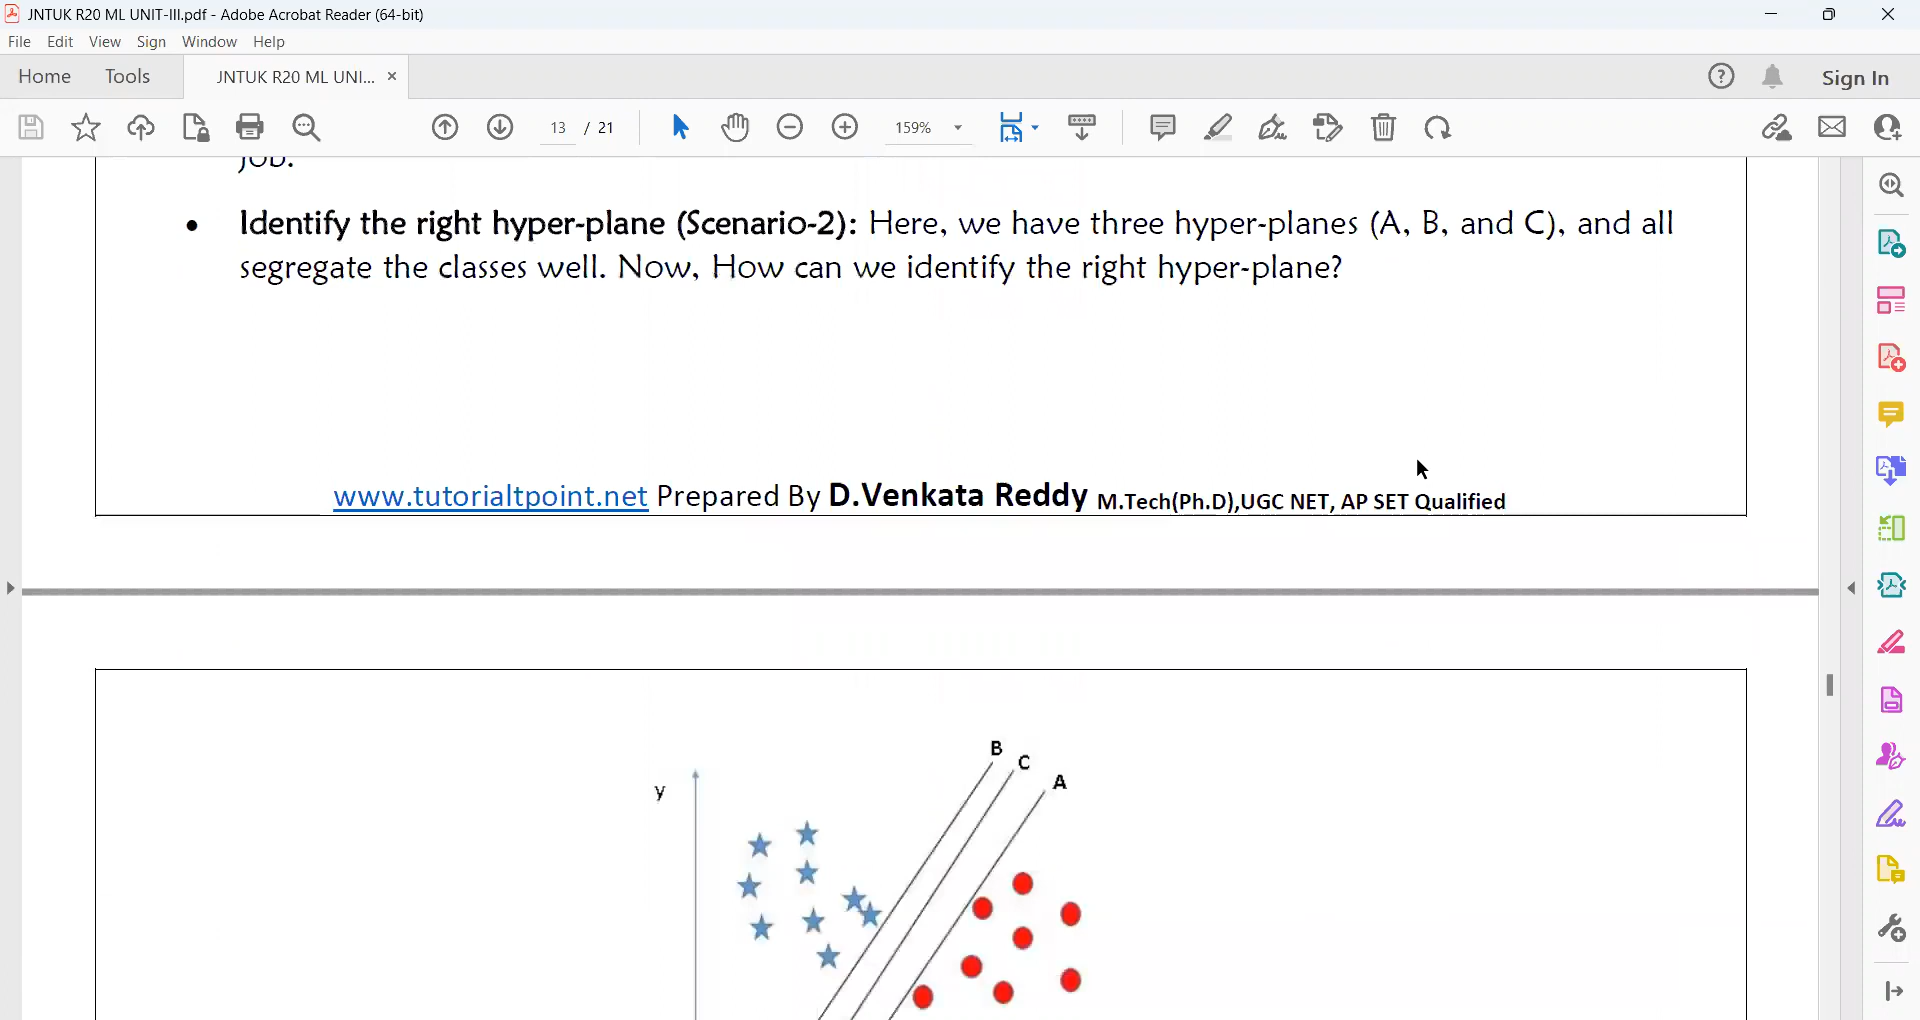 JNTUK R20 ML UNIT-III.pdf - Adobe Acrobat Reader (64-bit)
File Edit View Sign Window Help
Home Tools JNTUK R20 ML UNI... × Sign In
13 / 21 159%
job.
• Identify the right hyper-plane (Scenario-2): Here, we have three hyper-planes (A, B, and C), and all
segregate the classes well. Now, How can we identify the right hyper-plane?
www.tutorialtpoint.net Prepared By D.Venkata Reddy M.Tech(Ph.D),UGC NET, AP SET Qualified
B
C
A
y